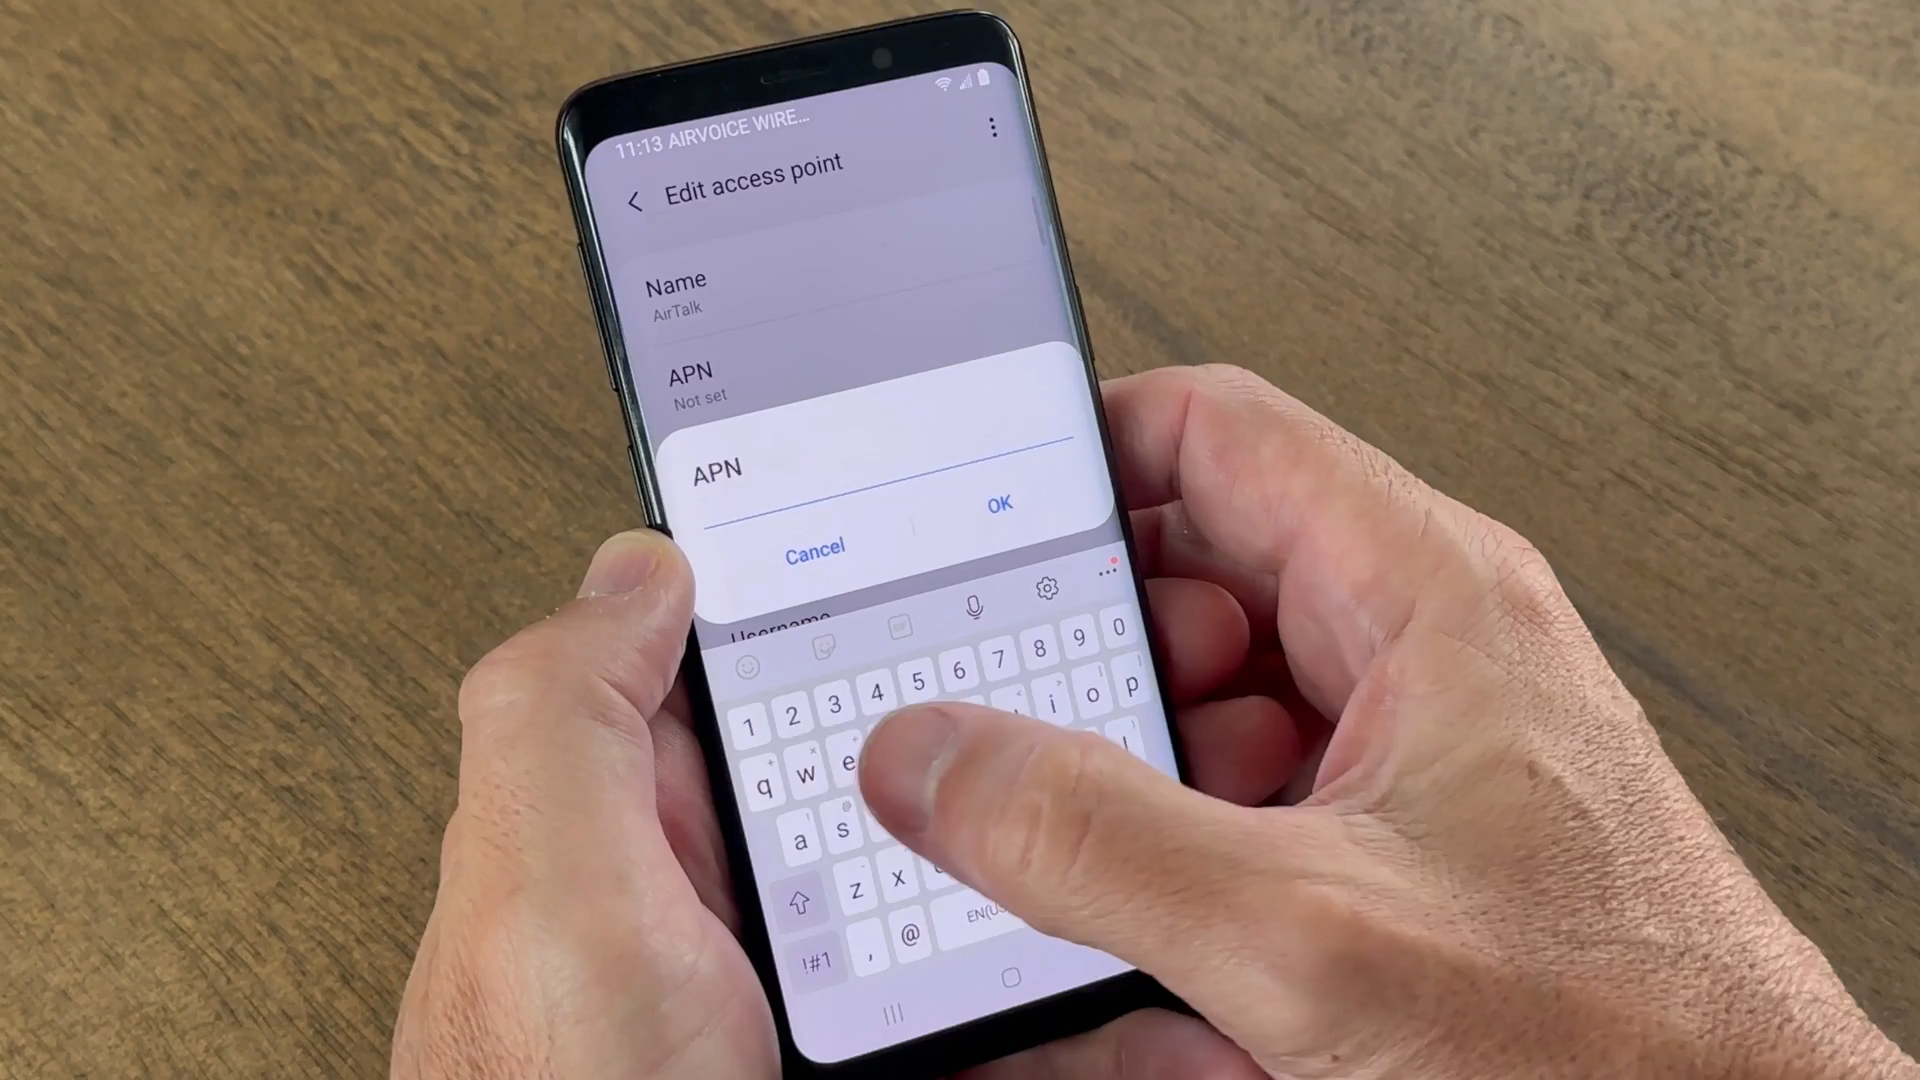 11:13 AIRVOICE WIRE...
Edit access point
Name
AirTalk
APN
Not set
APN
Cancel
OK
Username
1 2 3 4 5 6 7 8 9 0
q w e i o p
a s
z x
!#1 , @